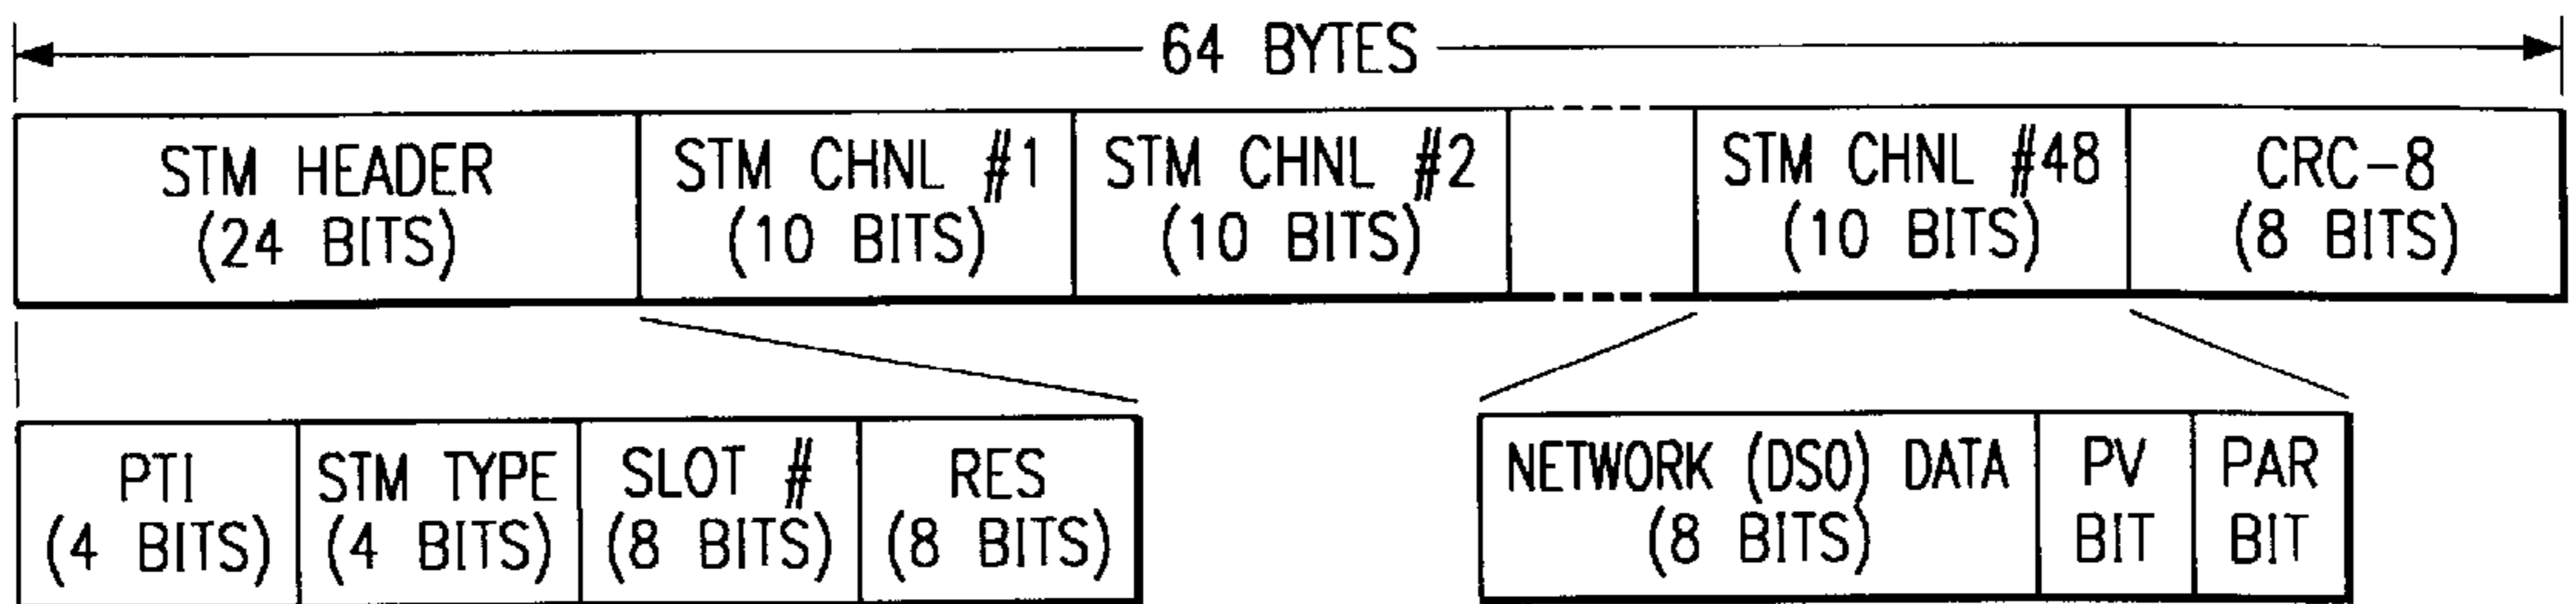 64 BYTES
STM HEADER
(24 BITS)
STM CHNL #1
(10 BITS)
STM CHNL #2
(10 BITS)
STM CHNL #48
(10 BITS)
CRC-8
(8 BITS)
PTI
(4 BITS)
STM TYPE
(4 BITS)
SLOT #
(8 BITS)
RES
(8 BITS)
NETWORK (DS0) DATA
(8 BITS)
PV
BIT
PAR
BIT